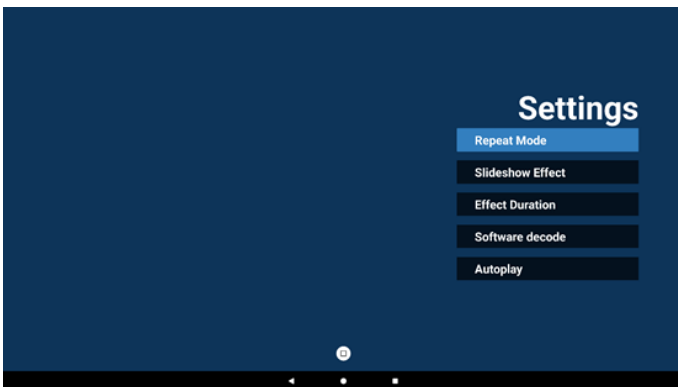 Settings
Repeat Mode
Slideshow Effect
Effect Duration
Software decode
Autoplay